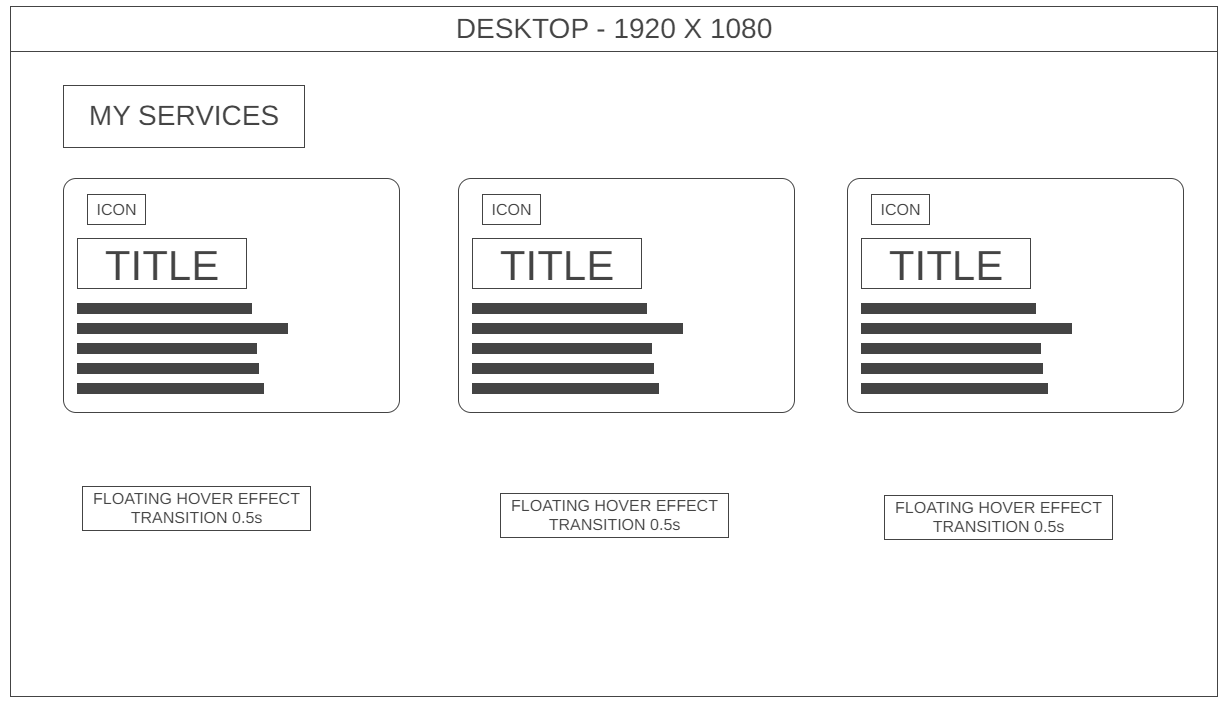 DESKTOP - 1920 X 1080
MY SERVICES
ICON
TITLE
ICON
TITLE
ICON
TITLE
FLOATING HOVER EFFECT
TRANSITION 0.5s
FLOATING HOVER EFFECT
TRANSITION 0.5s
FLOATING HOVER EFFECT
TRANSITION 0.5s